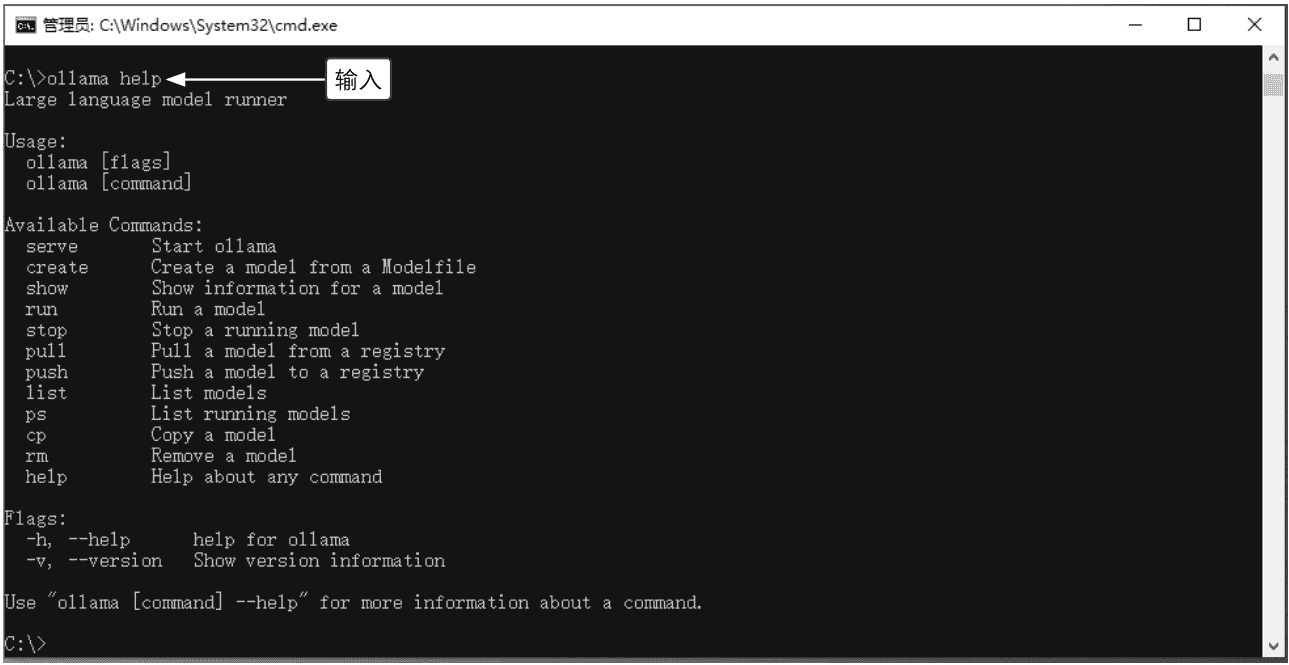 管理员: C:\Windows\System32\cmd.exe
C:\>ollama help
输入
Large language model runner
Usage:
ollama [flags]
ollama [command]
Available Commands:
serve Start ollama
create Create a model from a Modelfile
show Show information for a model
run Run a model
stop Stop a running model
pull Pull a model from a registry
push Push a model to a registry
list List models
ps List running models
cp Copy a model
rm Remove a model
help Help about any command
Flags:
-h, --help help for ollama
-v, --version Show version information
Use "ollama [command] --help" for more information about a command.
C:\>